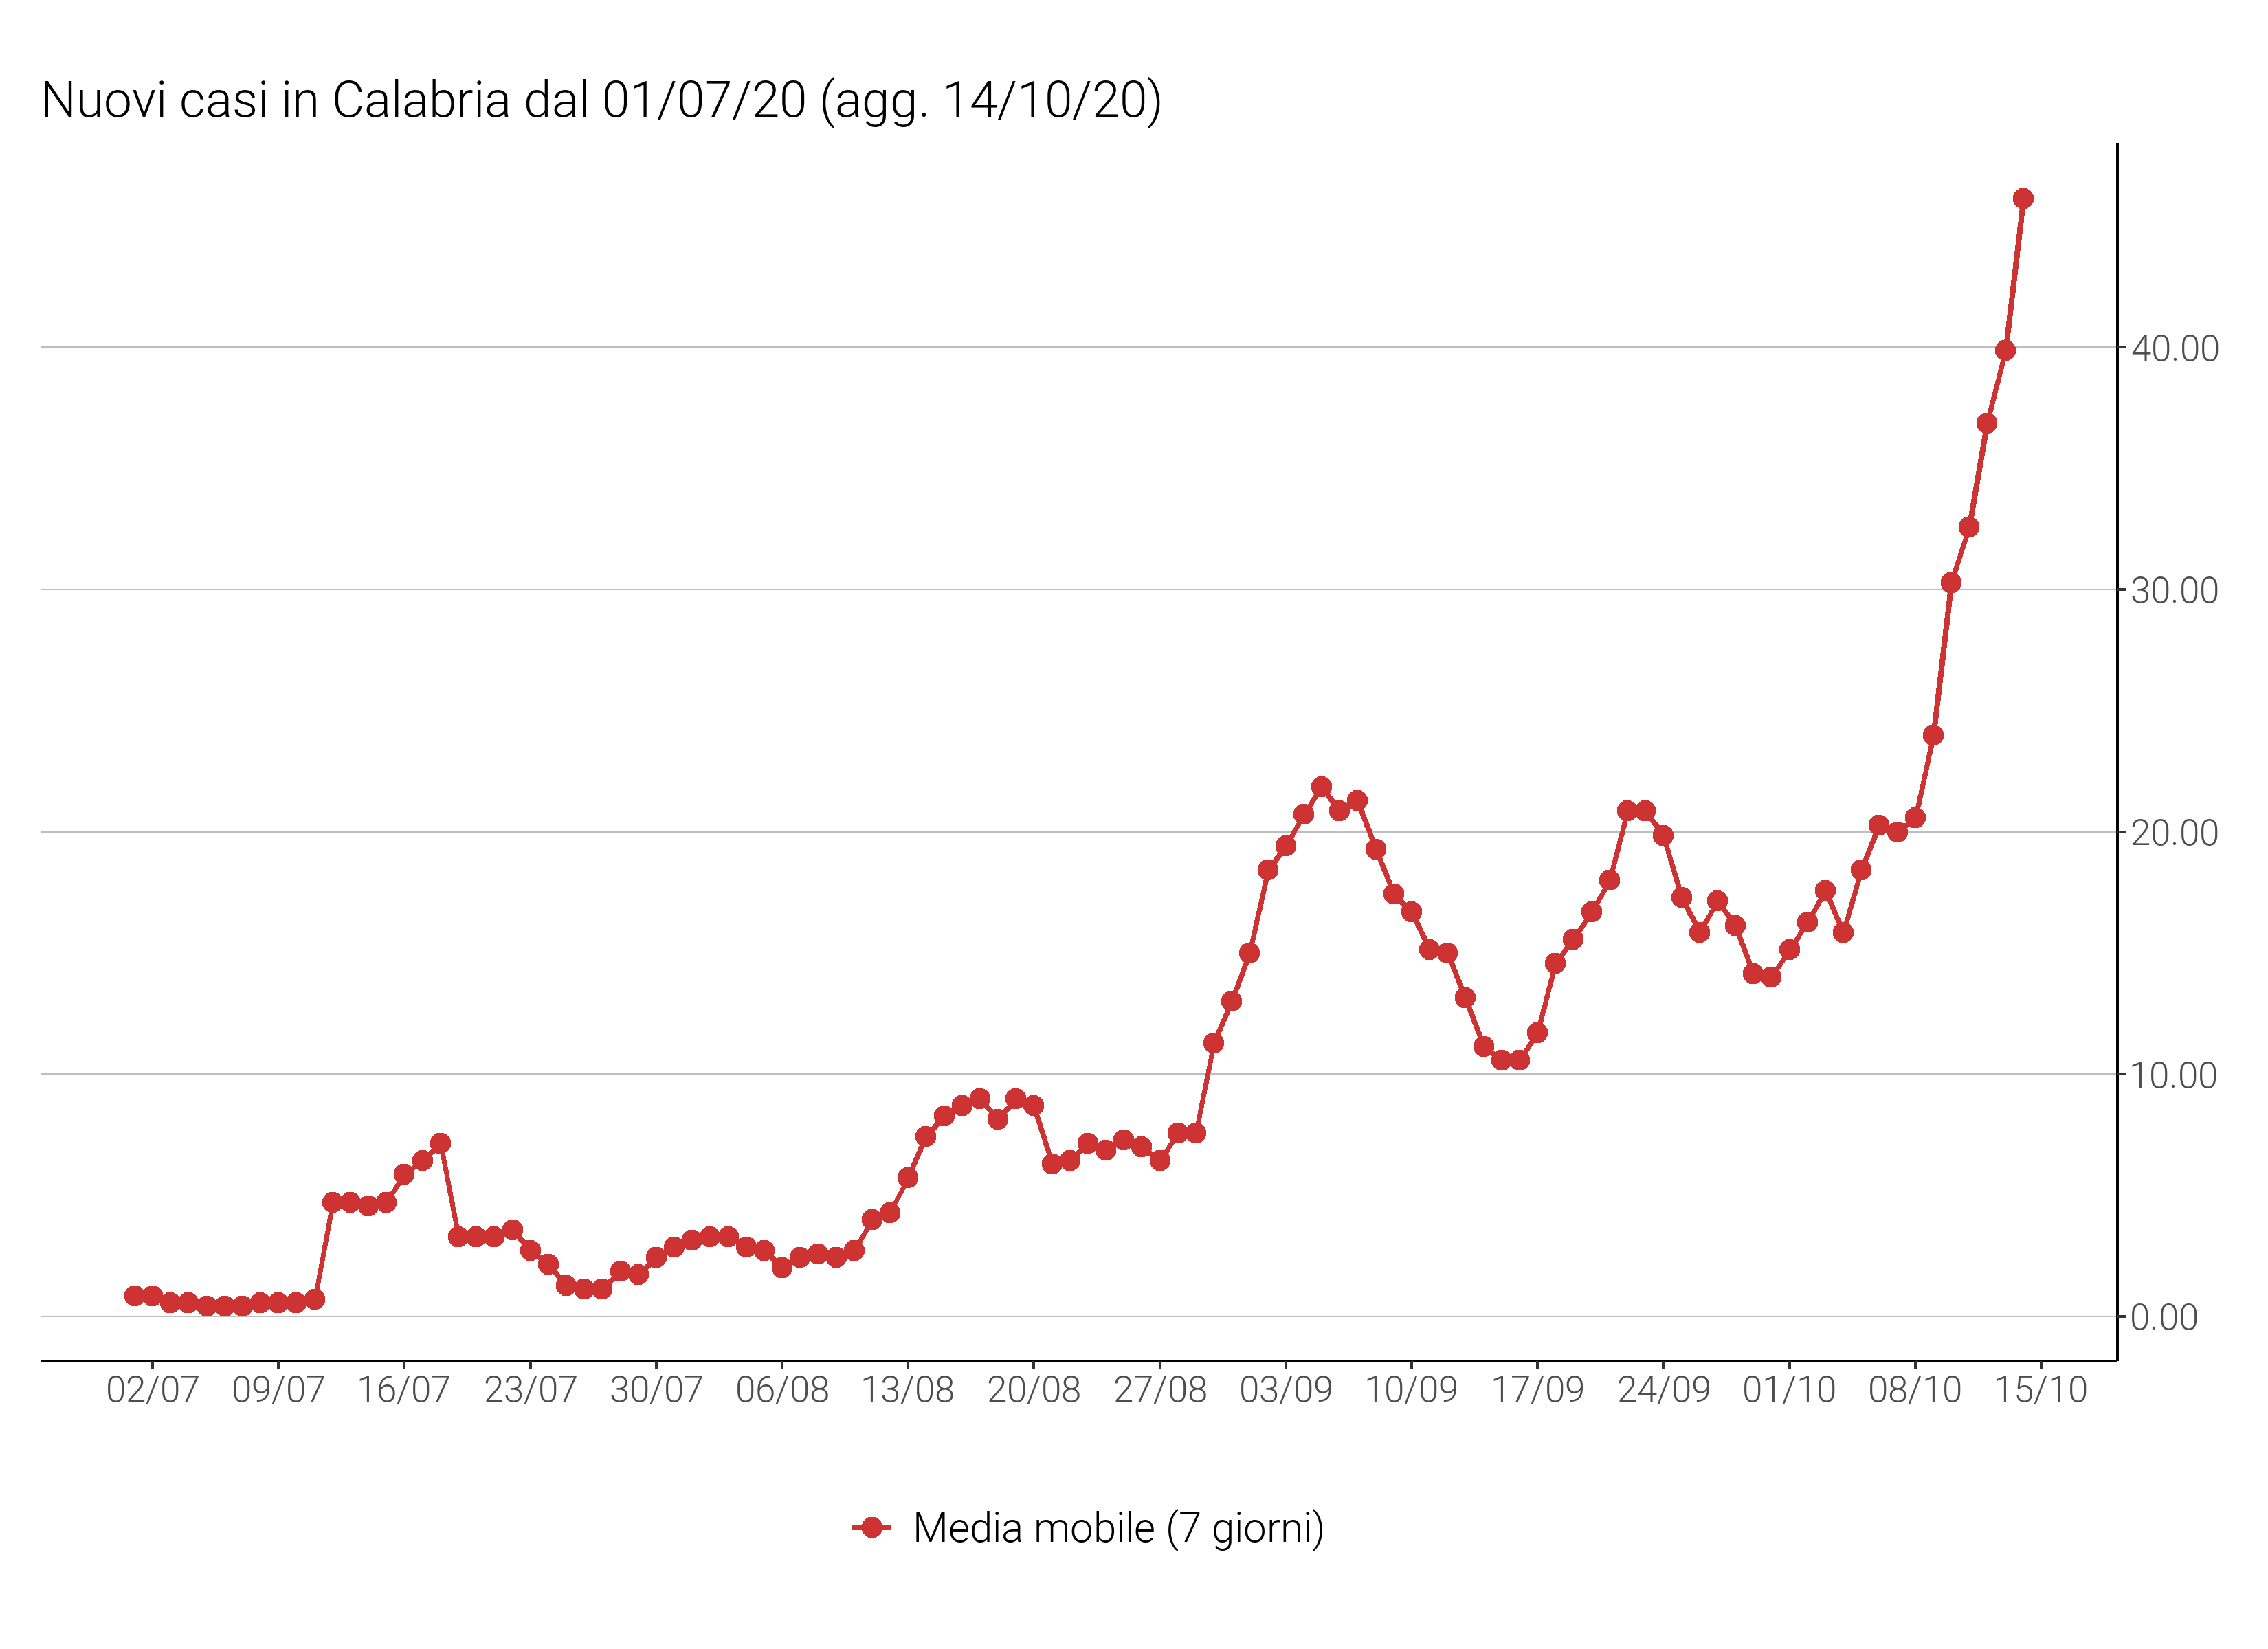 Nuovi casi in Calabria dal 01/07/20 (agg. 14/10/20)
40.00
30.00
20.00
10.00
0.00
02/07 09/07 16/07 23/07 30/07 06/08 13/08 20/08 27/08 03/09 10/09 17/09 24/09 01/10 08/10 15/10
Media mobile (7 giorni)